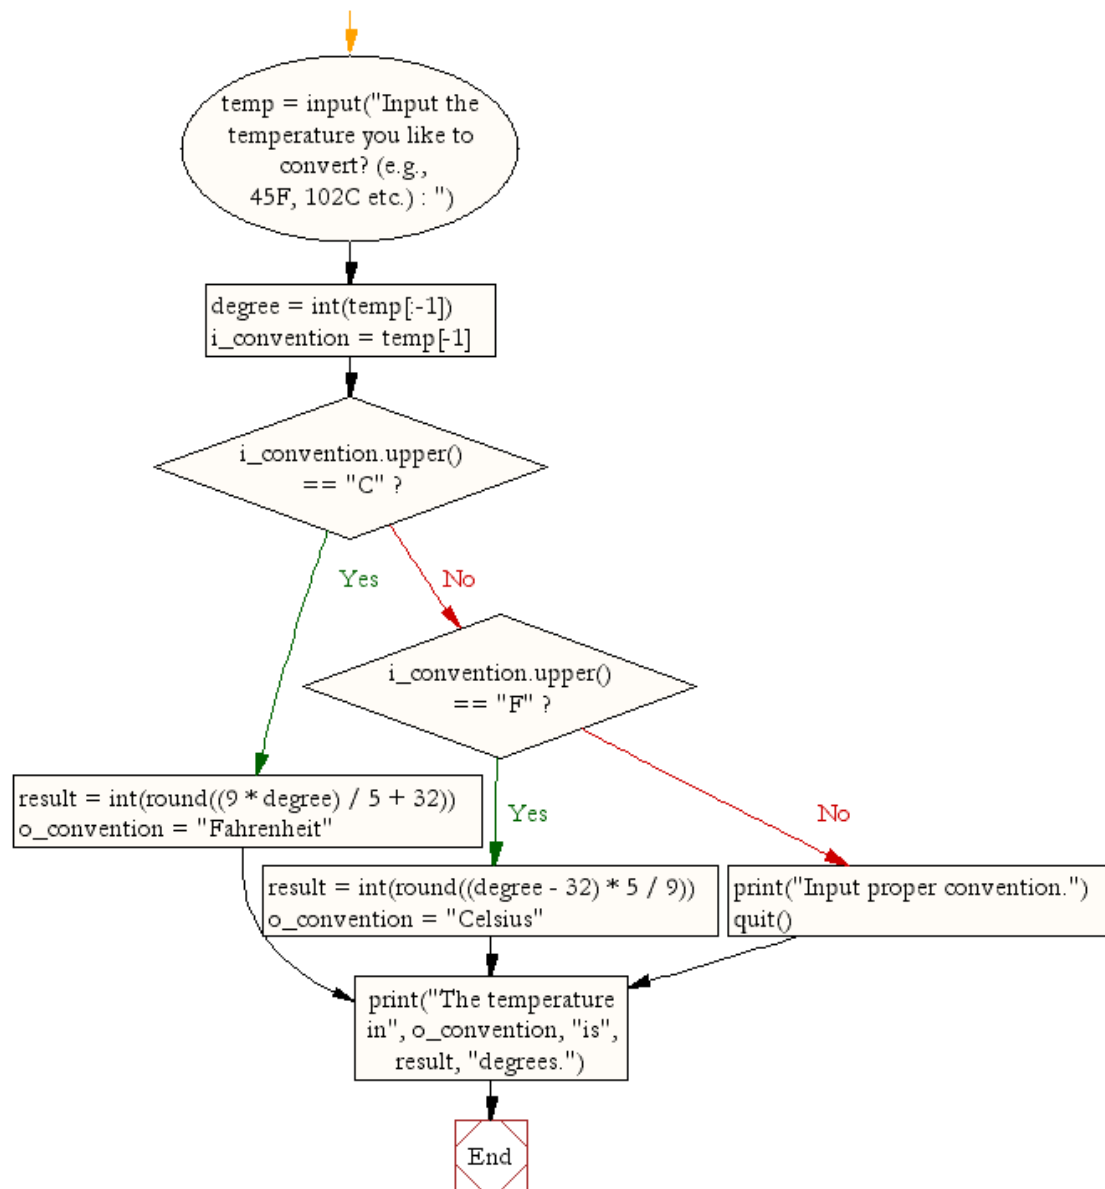 temp = input("Input the
temperature you like to
convert? (e.g.,
45F, 102C etc.) : ")
degree = int(temp[:-1])
i_convention = temp[-1]
i_convention.upper()
== "C" ?
Yes
No
i_convention.upper()
== "F" ?
result = int(round((9 * degree) / 5 + 32))
o_convention = "Fahrenheit"
Yes
No
result = int(round((degree - 32) * 5 / 9))
o_convention = "Celsius"
print("Input proper convention.")
quit()
print("The temperature
in", o_convention, "is",
result, "degrees.")
End